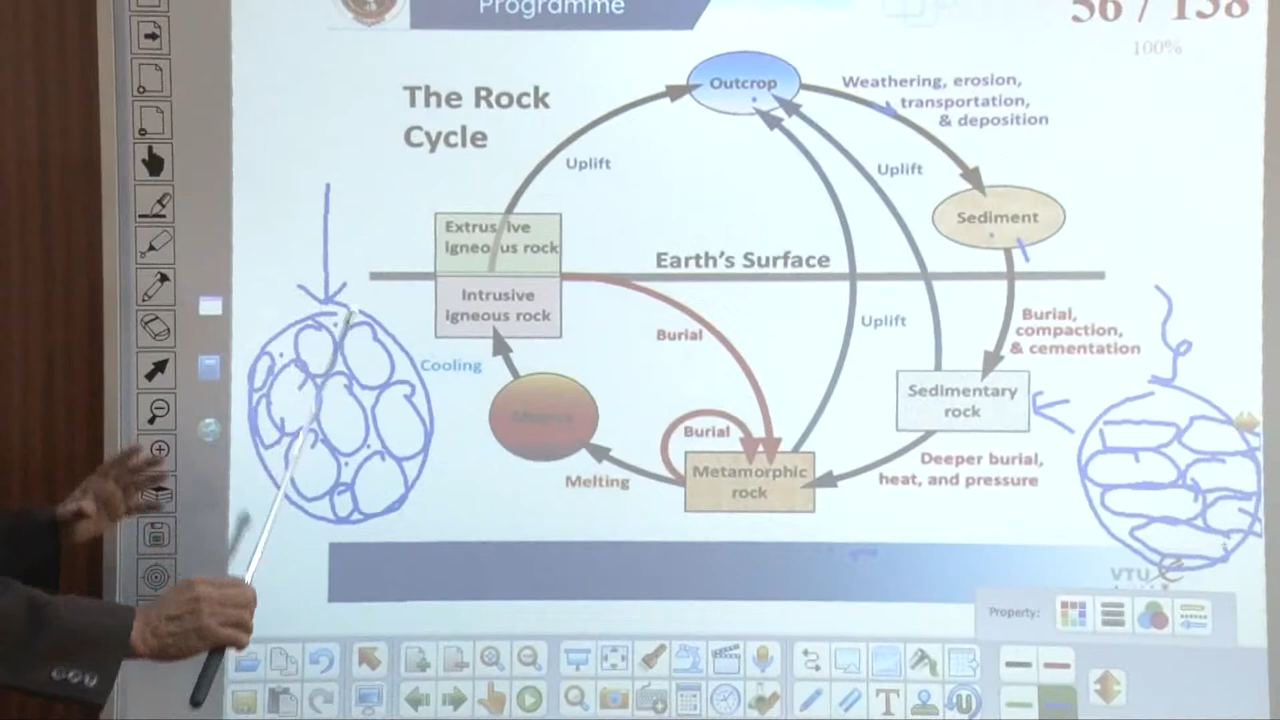 Programme
56 / 158
100%
The Rock
Cycle
Outcrop
Weathering, erosion,
transportation,
& deposition
Uplift
Uplift
Sediment
Extrusive
igneous rock
Earth's Surface
Intrusive
igneous rock
Burial
Uplift
Burial,
compaction,
& cementation
Cooling
Sedimentary
rock
Burial
Melting
Metamorphic
rock
Deeper burial,
heat, and pressure
VTU
Property: